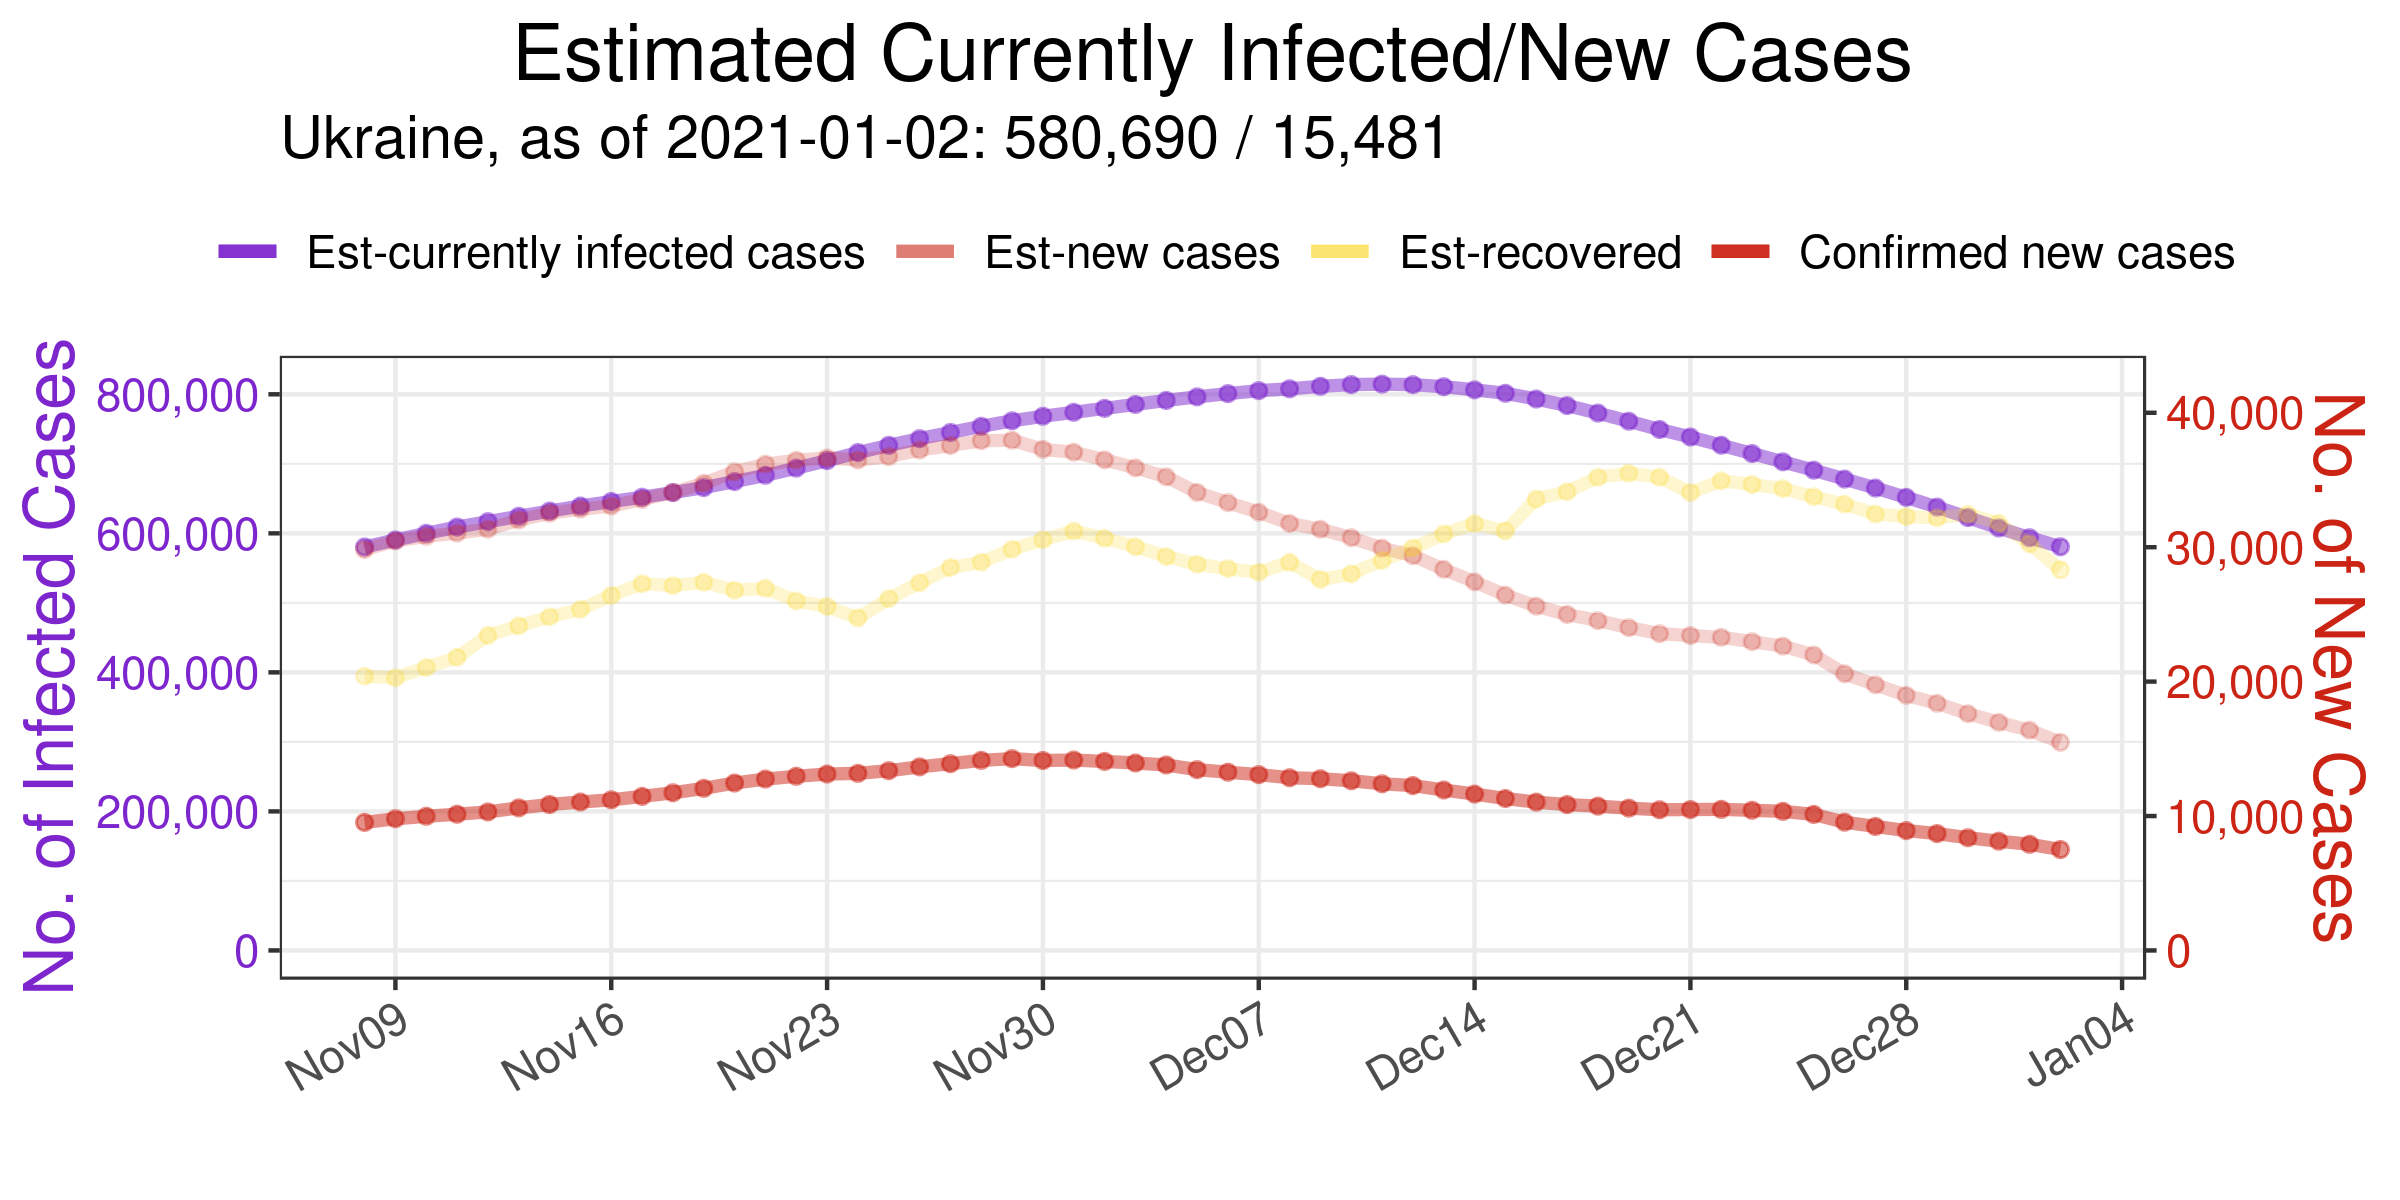 Estimated Currently Infected/New Cases
Ukraine, as of 2021-01-02: 580,690 / 15,481
Est-currently infected cases Est-new cases Est-recovered Confirmed new cases
No. of Infected Cases
800,000
600,000
400,000
200,000
0
40,000
30,000
20,000
10,000
0
No. of New Cases
Nov09 Nov16 Nov23 Nov30 Dec07 Dec14 Dec21 Dec28 Jan04